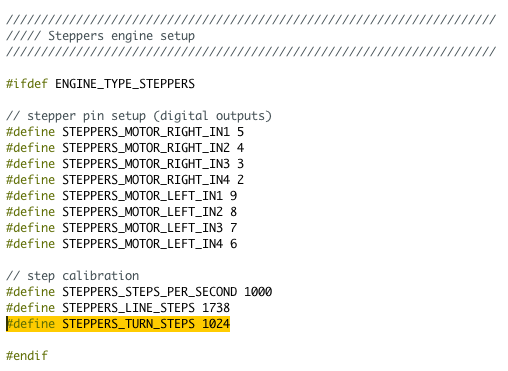 //////////////////////////////////////////////////////////////////////
///// Steppers engine setup
//////////////////////////////////////////////////////////////////////
#ifdef ENGINE_TYPE_STEPPERS
// stepper pin setup (digital outputs)
#define STEPPERS_MOTOR_RIGHT_IN1 5
#define STEPPERS_MOTOR_RIGHT_IN2 4
#define STEPPERS_MOTOR_RIGHT_IN3 3
#define STEPPERS_MOTOR_RIGHT_IN4 2
#define STEPPERS_MOTOR_LEFT_IN1 9
#define STEPPERS_MOTOR_LEFT_IN2 8
#define STEPPERS_MOTOR_LEFT_IN3 7
#define STEPPERS_MOTOR_LEFT_IN4 6
// step calibration
#define STEPPERS_STEPS_PER_SECOND 1000
#define STEPPERS_LINE_STEPS 1738
#define STEPPERS_TURN_STEPS 1024
#endif